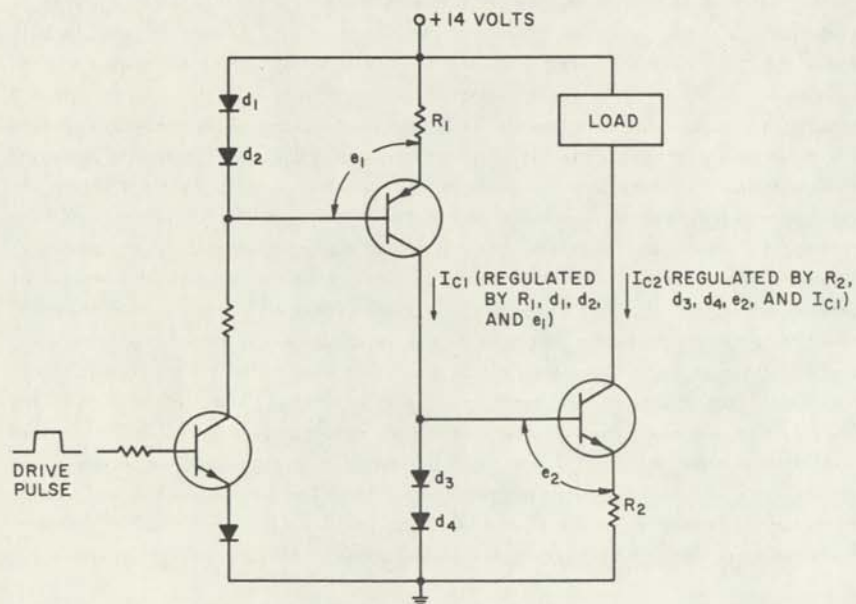 +14 VOLTS
d1
d2
R1
e1
LOAD
IC1 (REGULATED
BY R1, d1, d2,
AND e1)
IC2 (REGULATED BY R2,
d3, d4, e2, AND IC1)
DRIVE
PULSE
d3
d4
e2
R2